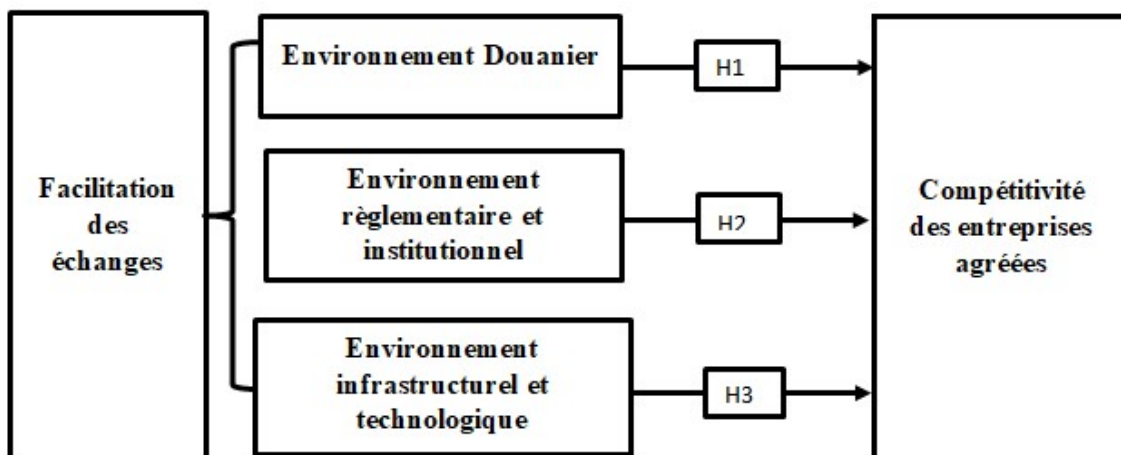 Facilitation
des
échanges
Environnement Douanier
H1
Environnement
règlementaire et
institutionnel
H2
Environnement
infrastructurel et
technologique
H3
Compétitivité
des entreprises
agréées